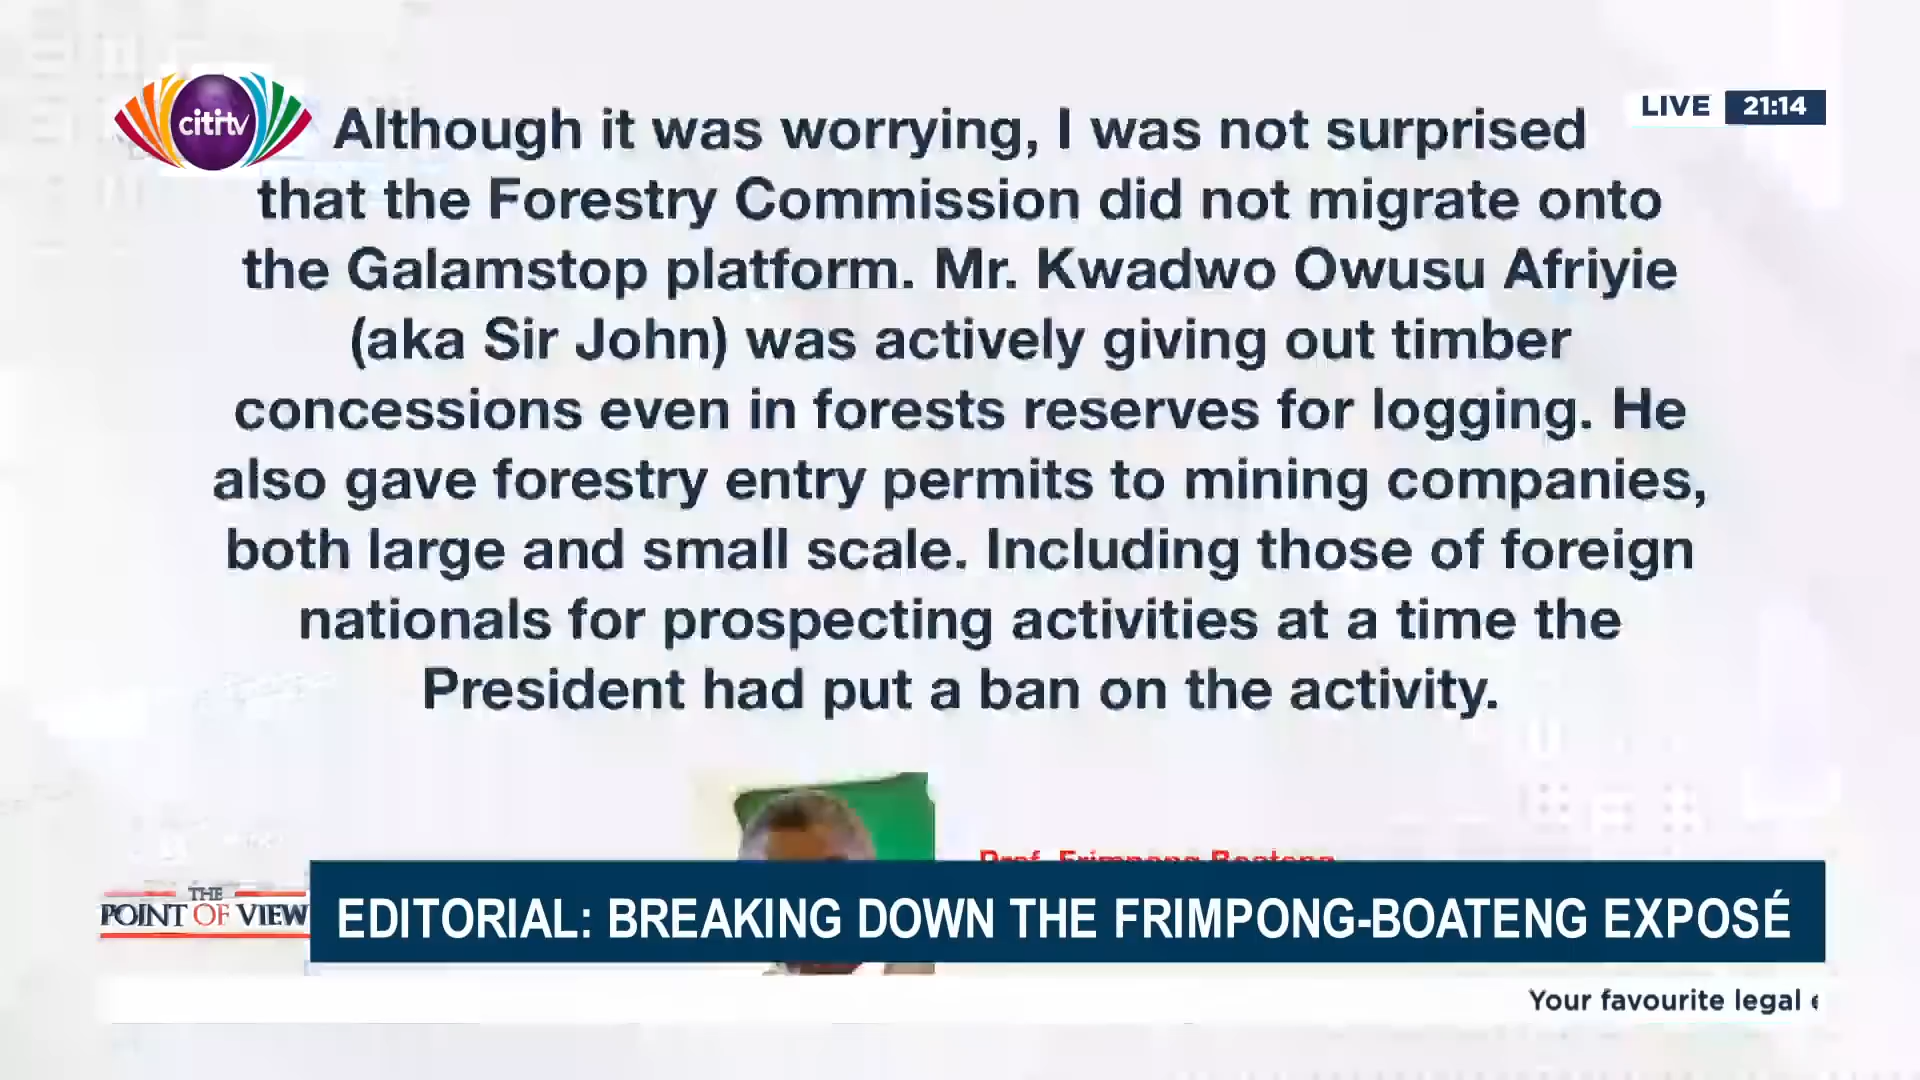 citi tv
LIVE 21:14
Although it was worrying, I was not surprised
that the Forestry Commission did not migrate onto
the Galamstop platform. Mr. Kwadwo Owusu Afriyie
(aka Sir John) was actively giving out timber
concessions even in forests reserves for logging. He
also gave forestry entry permits to mining companies,
both large and small scale. Including those of foreign
nationals for prospecting activities at a time the
President had put a ban on the activity.
Prof. Frimpong Boateng
THE
POINT OF VIEW
EDITORIAL: BREAKING DOWN THE FRIMPONG-BOATENG EXPOSÉ
Your favourite legal